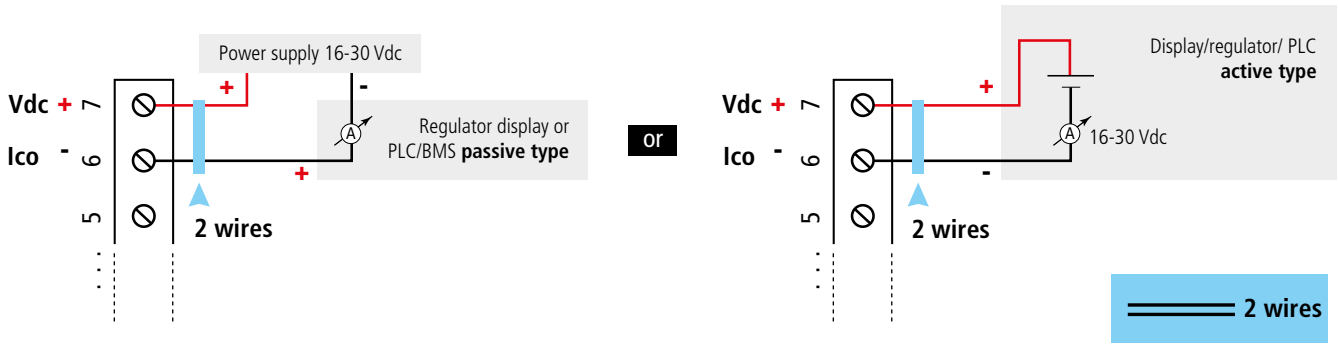 Power supply 16-30 Vdc
+ -
Vdc + 7
Regulator display or
PLC/BMS passive type
A
Ico - 6
+
5
2 wires
or
Display/regulator/ PLC
active type
+
Vdc + 7
A 16-30 Vdc
Ico - 6
-
5
2 wires
2 wires